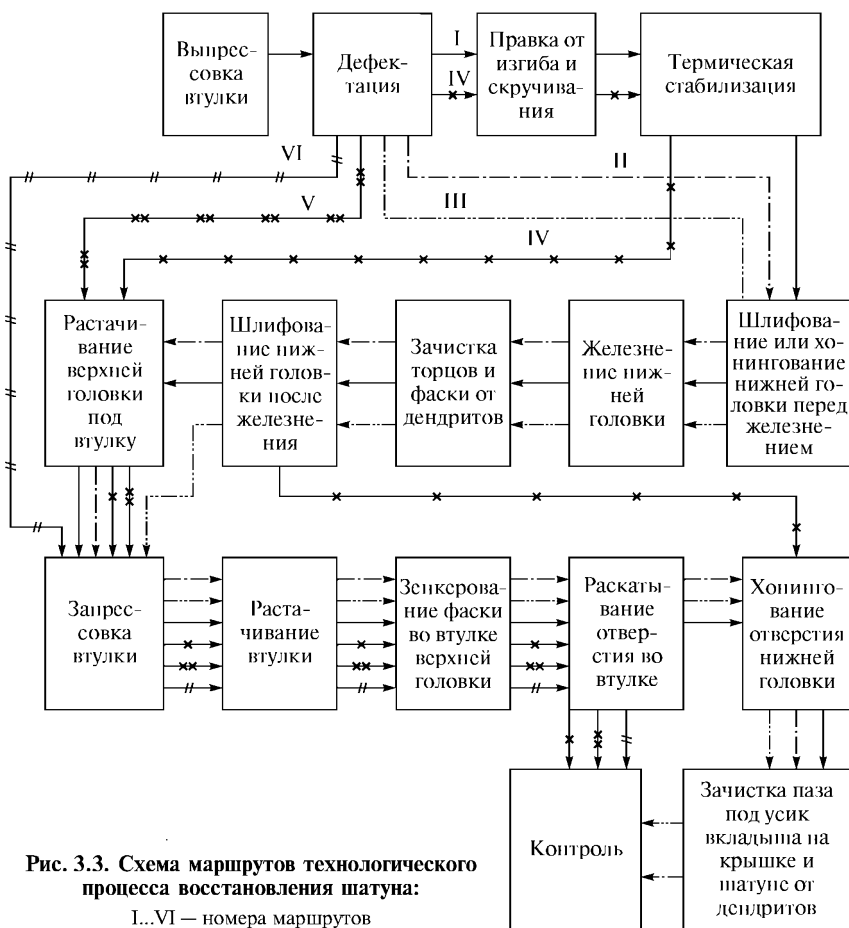 Выпрес-
совка
втулки
Дефек-
тация
I
IV
Правка от
изгиба и
скручива-
ния
Термическая
стабилизация
VI
II
V
III
IV
Растачи-
вание
верхней
головки
под
втулку
Шлифова-
ние ниж-
ней голов-
ки после
железне-
ния
Зачистка
торцов и
фаски от
дендритов
Железне-
ние ниж-
ней
головки
Шлифова-
ние или хо-
нингование
нижней го-
ловки перед
железне-
нием
Запрес-
совка
втулки
Раста-
чивание
втулки
Зенкерова-
ние фаски
во втулке
верхней
головки
Раскаты-
вание
отвер-
стия во
втулке
Хонинго-
вание
отверстия
нижней
головки
Контроль
Зачистка паза
под усик
вкладыша на
крышке и
шатуне от
дендритов
Рис. 3.3. Схема маршрутов технологического
процесса восстановления шатуна:
I...VI — номера маршрутов